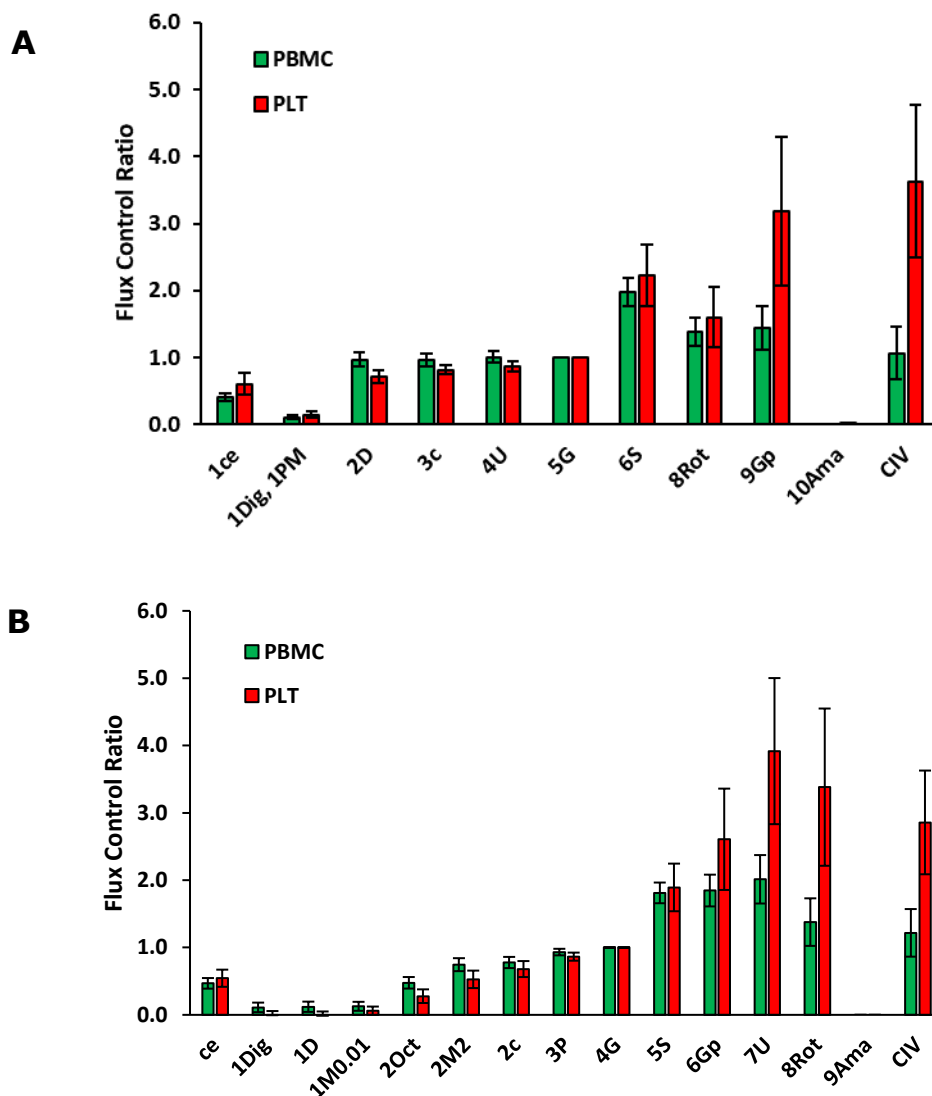 A
Flux Control Ratio
6.0
5.0
4.0
3.0
2.0
1.0
0.0
PBMC
PLT
1ce
1Dig, 1PM
2D
3c
4U
5G
6S
8Rot
9Gp
10Ama
CIV
B
Flux Control Ratio
6.0
5.0
4.0
3.0
2.0
1.0
0.0
PBMC
PLT
ce
1Dig
1D
1M0.01
2Oct
2M2
2c
3P
4G
5S
6Gp
7U
8Rot
9Ama
CIV